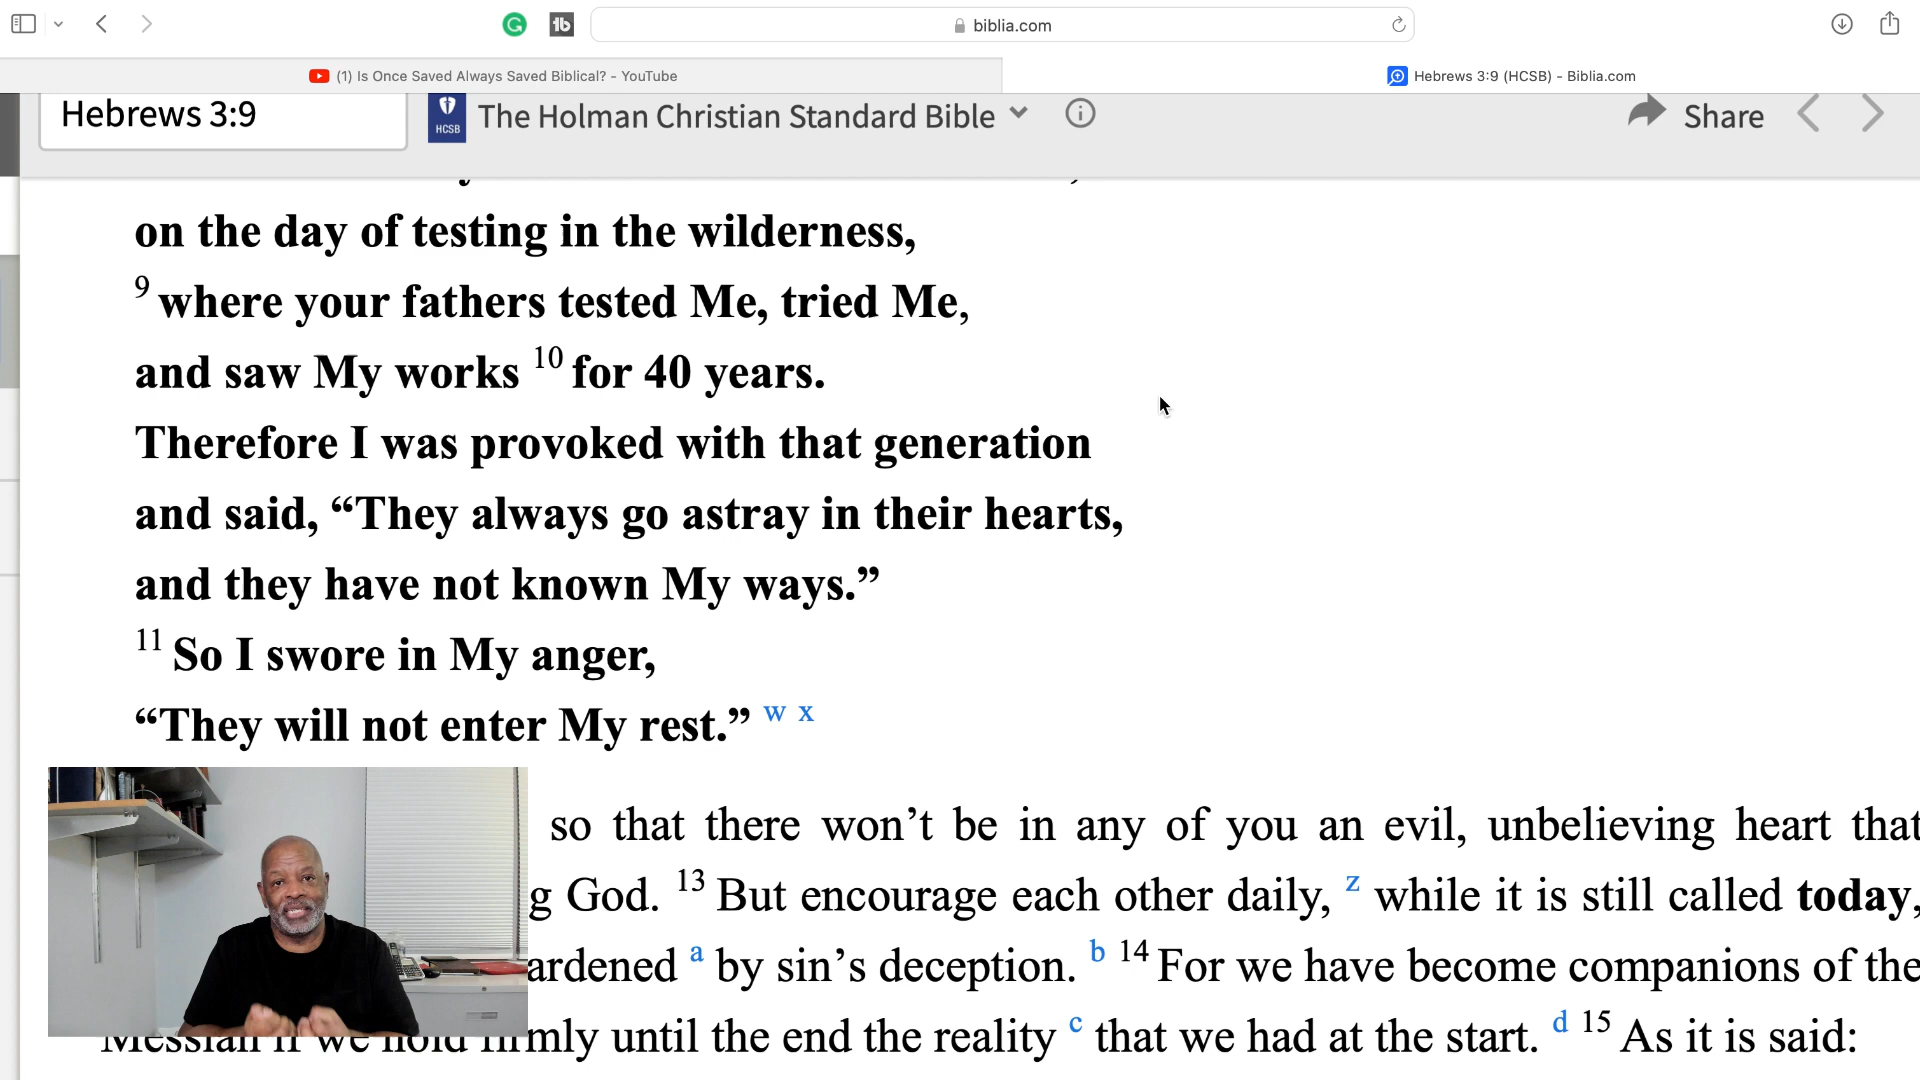 biblia.com
(1) Is Once Saved Always Saved Biblical? - YouTube
Hebrews 3:9 (HCSB) - Biblia.com
Hebrews 3:9
HCSB
The Holman Christian Standard Bible
Share
on the day of testing in the wilderness,
9 where your fathers tested Me, tried Me,
and saw My works 10 for 40 years.
Therefore I was provoked with that generation
and said, “They always go astray in their hearts,
and they have not known My ways.”
11 So I swore in My anger,
“They will not enter My rest.” w x
so that there won’t be in any of you an evil, unbelieving heart that
g God. 13 But encourage each other daily, z while it is still called today,
ardened a by sin’s deception. b 14 For we have become companions of the
Messiah if we hold firmly until the end the reality c that we had at the start. d 15 As it is said: